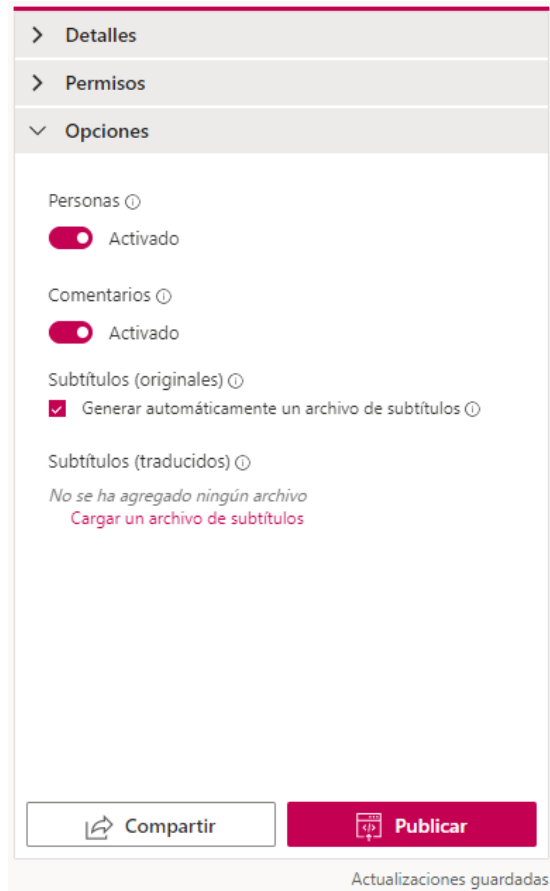 Detalles
Permisos
Opciones
Personas
Activado
Comentarios
Activado
Subtítulos (originales)
Generar automáticamente un archivo de subtítulos
Subtítulos (traducidos)
No se ha agregado ningún archivo
Cargar un archivo de subtítulos
Compartir
Publicar
Actualizaciones guardadas